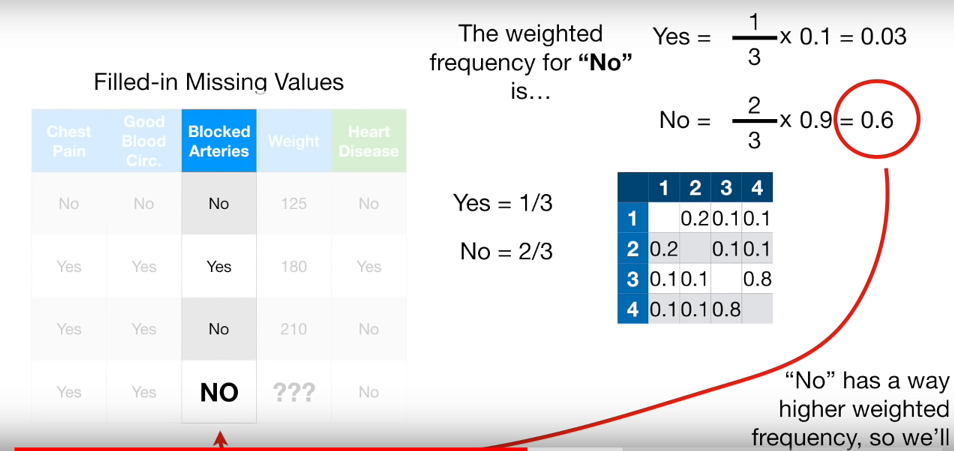 The weighted
frequency for “No”
is…
Yes = 1/3 x 0.1 = 0.03
No = 2/3 x 0.9 = 0.6
Filled-in Missing Values
Chest Pain Good Blood Circ. Blocked Arteries Weight Heart Disease
No No No 125 No
Yes Yes Yes 180 Yes
Yes Yes No 210 No
Yes Yes NO ??? No
Yes = 1/3
No = 2/3
1 2 3 4
1 0.2 0.1 0.1
2 0.2 0.1 0.1
3 0.1 0.1 0.8
4 0.1 0.1 0.8
“No” has a way
higher weighted
frequency, so we’ll